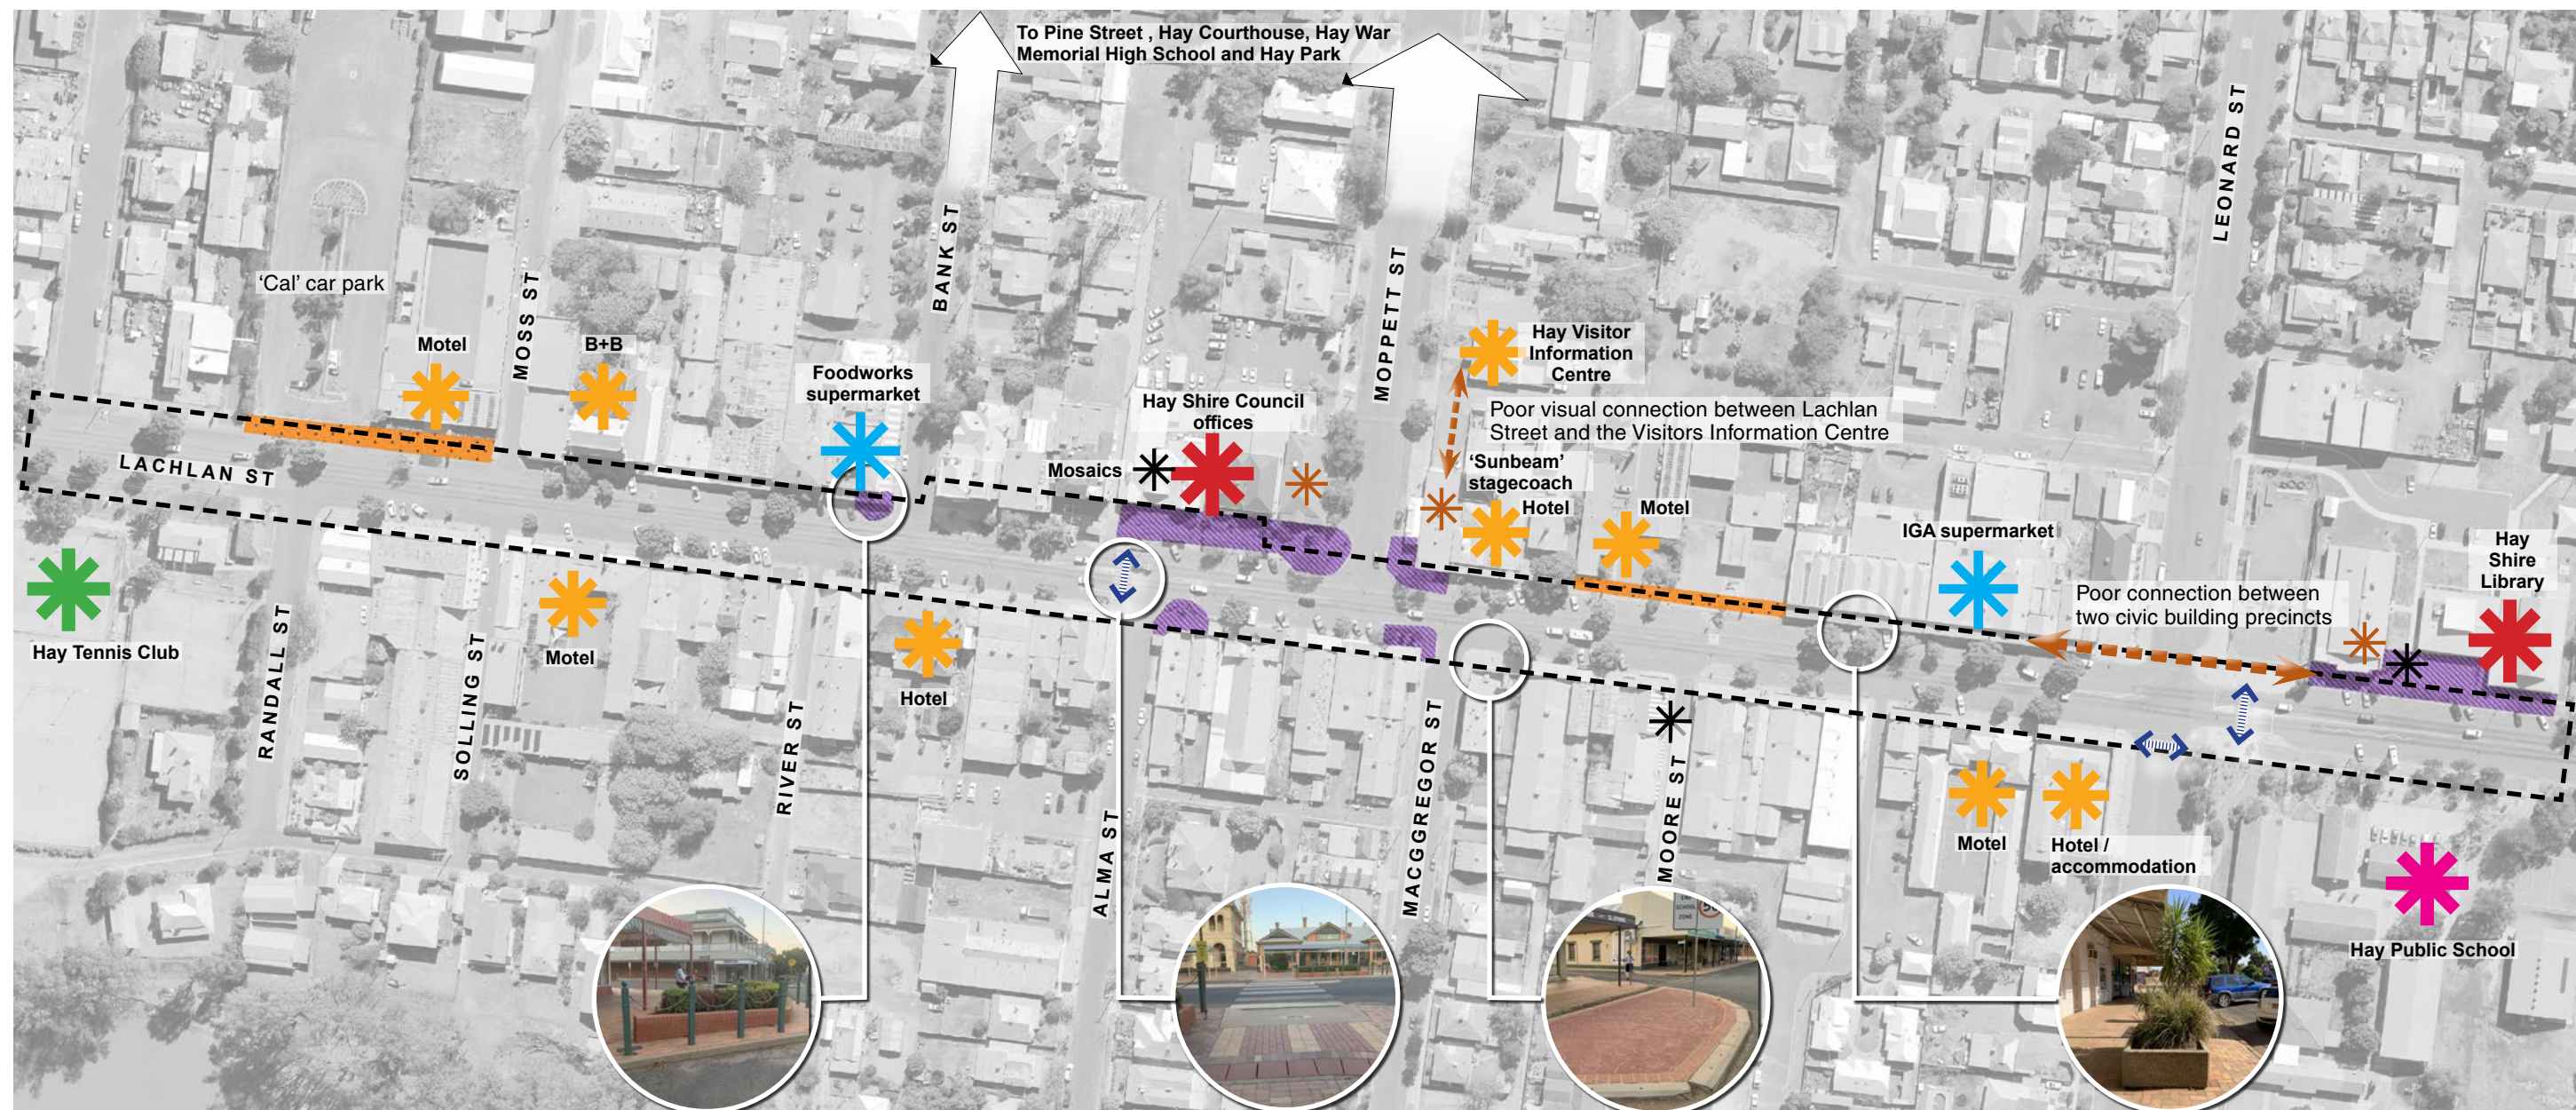 To Pine Street , Hay Courthouse, Hay War
Memorial High School and Hay Park
LEONARD ST
BANK ST
MOPPETT ST
MOSS ST
‘Cal’ car park
Motel
B+B
Foodworks
supermarket
Hay Shire Council
offices
Hay Visitor
Information
Centre
Poor visual connection between Lachlan
Street and the Visitors Information Centre
Mosaics
‘Sunbeam’
stagecoach
Hotel
Motel
IGA supermarket
Hay
Shire
Library
LACHLAN ST
Poor connection between
two civic building precincts
Hay Tennis Club
RANDALL ST
SOLLING ST
Motel
RIVER ST
Hotel
ALMA ST
MACGGREGOR ST
MOORE ST
Motel
Hotel /
accommodation
Hay Public School
END
SCHOOL
ZONE